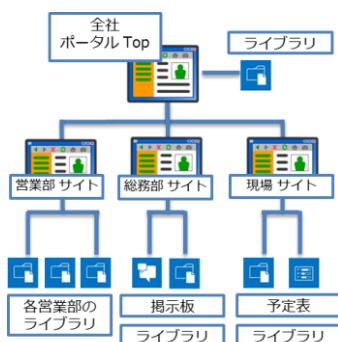 全社
ポータル Top
ライブラリ
営業部 サイト
総務部 サイト
現場 サイト
各営業部の
ライブラリ
掲示板
予定表
ライブラリ
ライブラリ